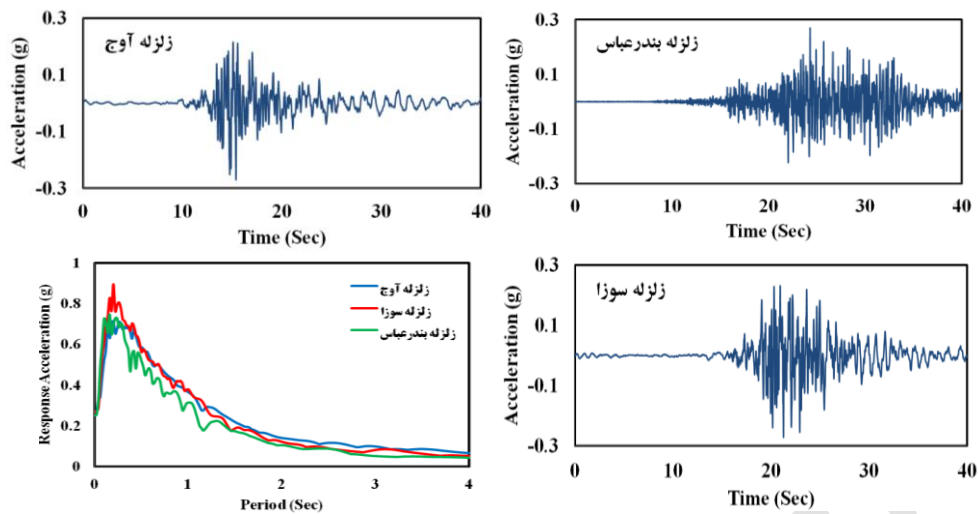 زلزله آوج
Acceleration (g)
0.3
0.1
-0.1
-0.3
0 10 20 30 40
Time (Sec)
زلزله بندرعباس
Acceleration (g)
0.3
0.1
-0.1
-0.3
0 10 20 30 40
Time (Sec)
Response Acceleration (g)
1
0.8
0.6
0.4
0.2
0
زلزله آوج
زلزله سوزا
زلزله بندرعباس
0 1 2 3 4
Period (Sec)
زلزله سوزا
Acceleration (g)
0.3
0.1
-0.1
-0.3
0 10 20 30 40
Time (Sec)